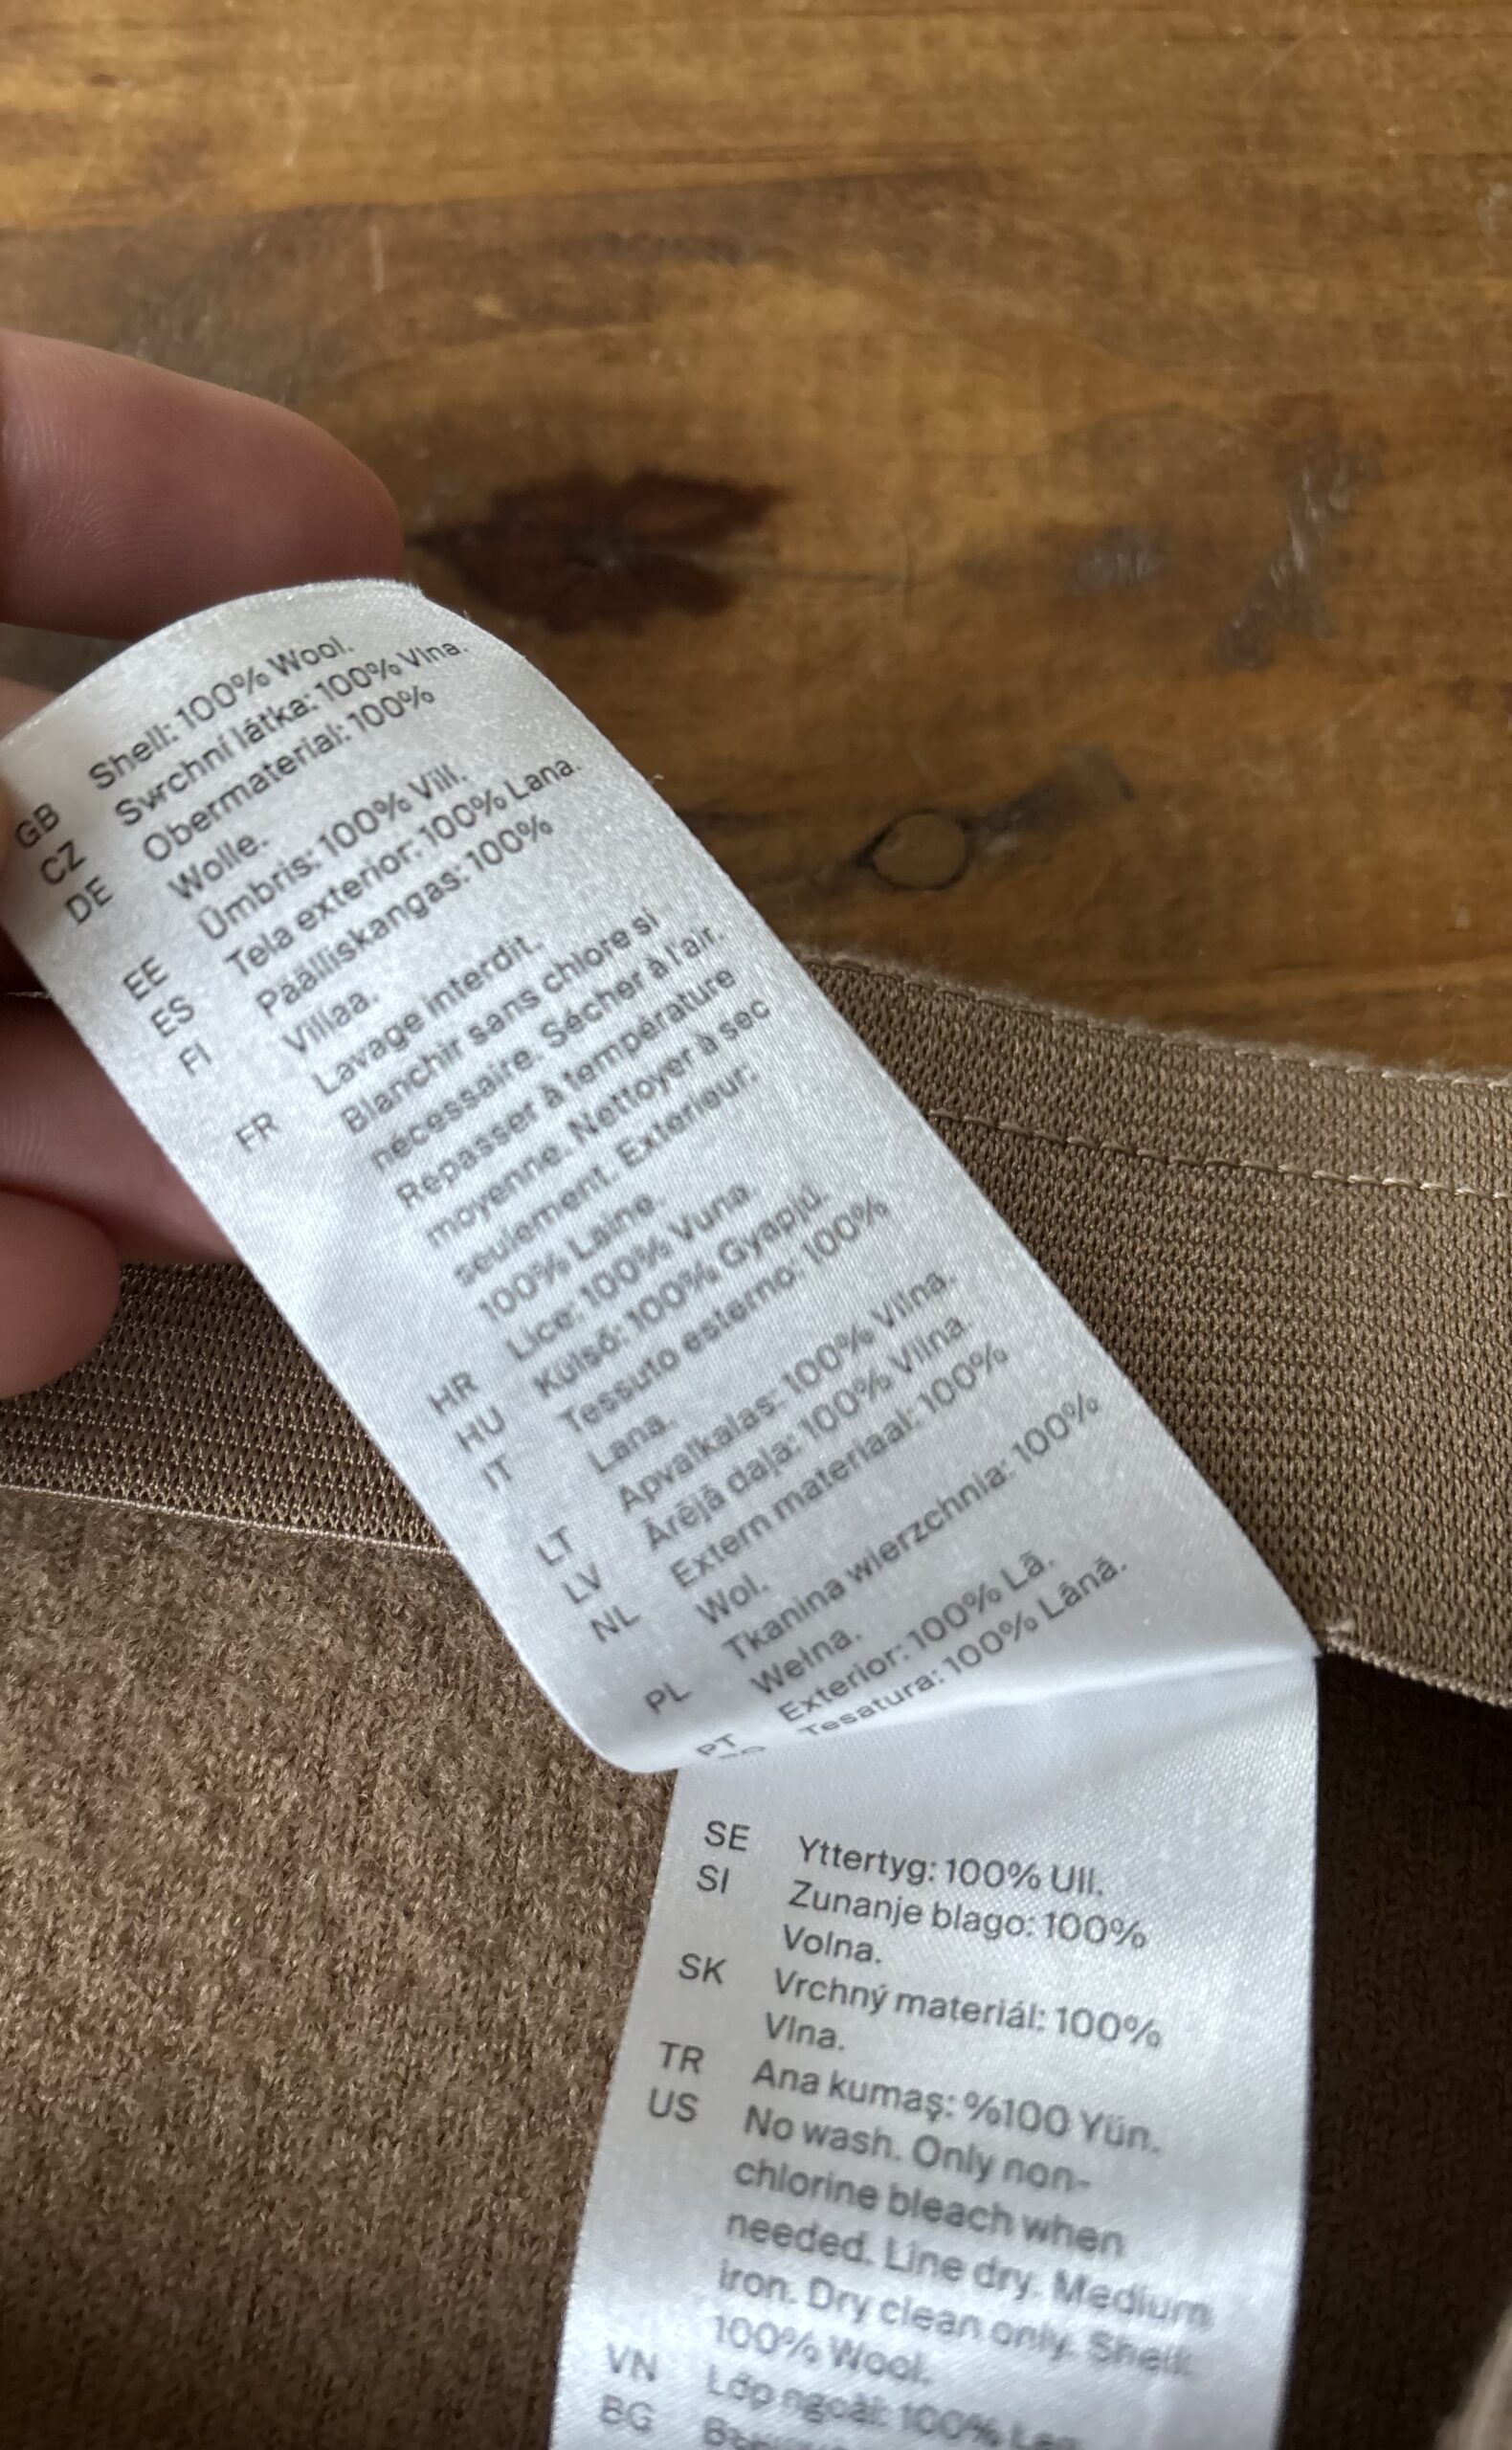 GB Shell: 100% Wool.
CZ Svrchní látka: 100% Vlna.
DE Obermaterial: 100%
Wolle.
EE Ümbris: 100% Vill.
ES Tela exterior: 100% Lana.
FI Päälliskangas: 100%
Villaa.
FR Lavage interdit.
Blanchir sans chlore si
nécessaire. Sécher à l'air.
Repasser à température
moyenne. Nettoyer à sec
seulement. Exterieur:
100% Laine.
HR Lice: 100% Vuna.
HU Külső: 100% Gyapjú.
IT Tessuto esterno: 100%
Lana.
LT Apvalkalas: 100% Vilna.
LV Ārējā daļa: 100% Vilna.
NL Extern materiaal: 100%
Wol.
PL Tkanina wierzchnia: 100%
Wełna.
PT Exterior: 100% Lã.
Tesatura: 100% Lână.
SE Yttertyg: 100% Ull.
SI Zunanje blago: 100%
Volna.
SK Vrchný materiál: 100%
Vlna.
TR Ana kumaş: %100 Yün.
US No wash. Only non-
chlorine bleach when
needed. Line dry. Medium
iron. Dry clean only. Shell:
100% Wool.
VN Lớp ngoài: 100% Len
BG